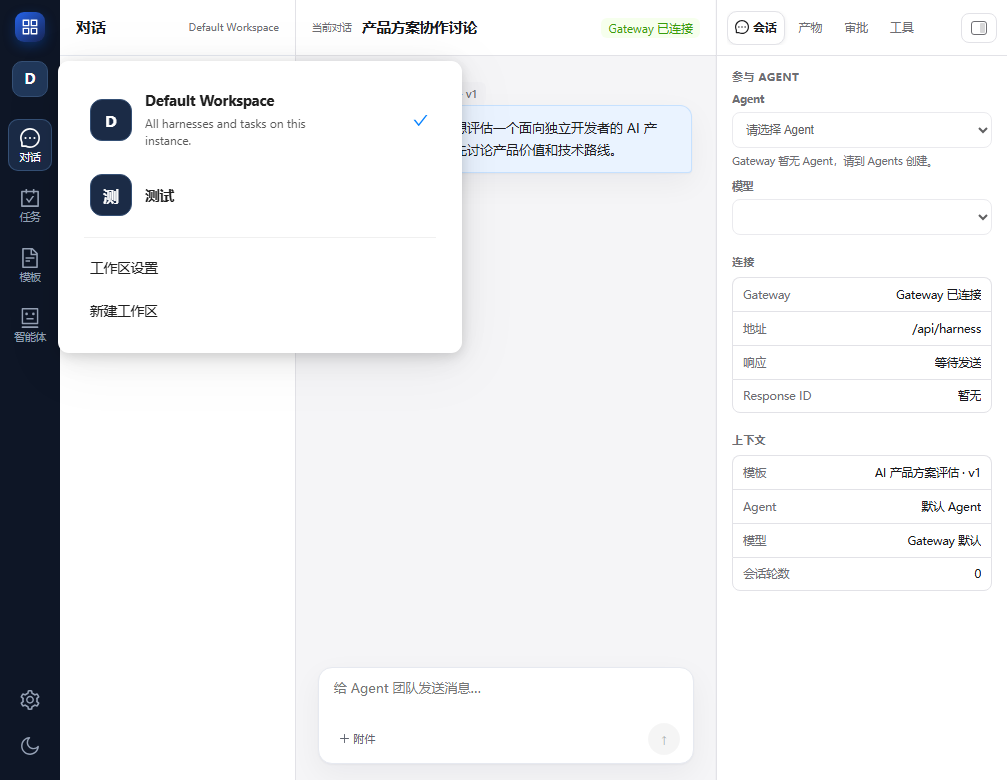 D
对话
任务
模板
智能体
对话
Default Workspace
D
Default Workspace
All harnesses and tasks on this
instance.
测
测试
工作区设置
新建工作区
当前对话
产品方案协作讨论
Gateway 已连接
· v1
评估一个面向独立开发者的 AI 产
讨论产品价值和技术路线。
给 Agent 团队发送消息...
+ 附件
↑
会话
产物
审批
工具
参与 AGENT
Agent
请选择 Agent
Gateway 暂无 Agent，请到 Agents 创建。
模型
连接
Gateway
Gateway 已连接
地址
/api/harness
响应
等待发送
Response ID
暂无
上下文
模板
AI 产品方案评估 · v1
Agent
默认 Agent
模型
Gateway 默认
会话轮数
0